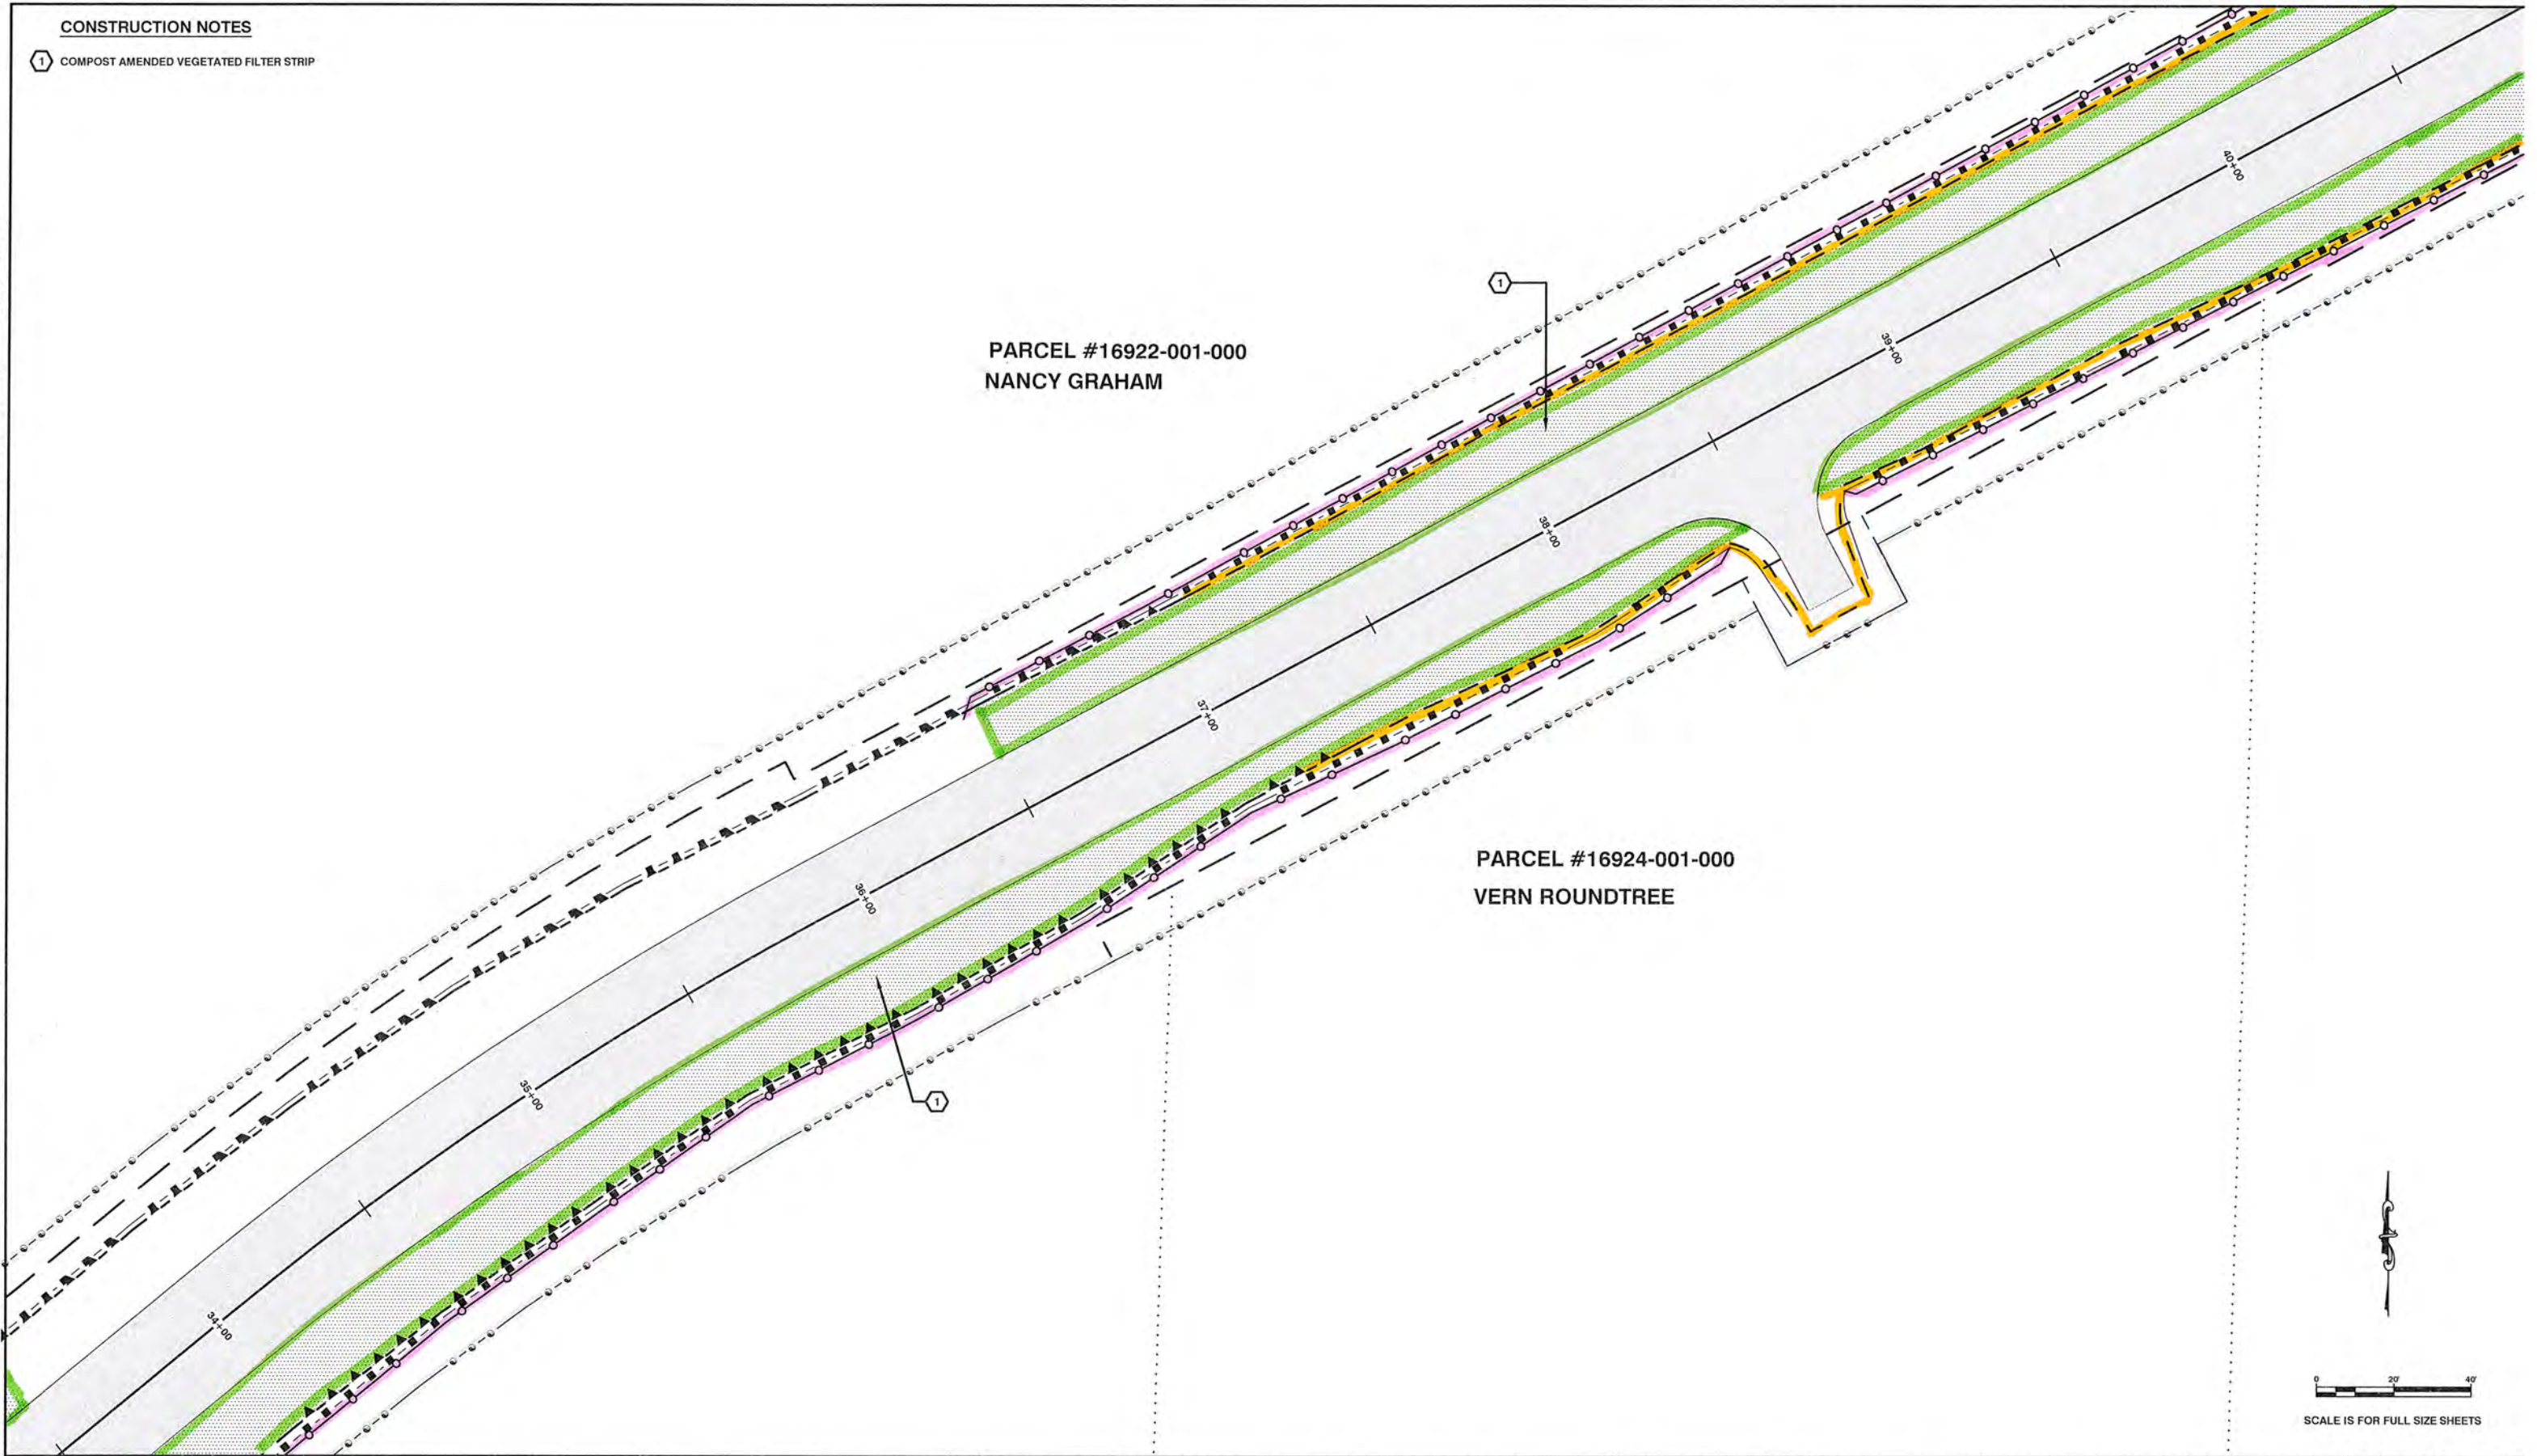 CONSTRUCTION NOTES
1 COMPOST AMENDED VEGETATED FILTER STRIP
40+00
1
39+00
PARCEL #16922-001-000
NANCY GRAHAM
38+00
37+00
PARCEL #16924-001-000
VERN ROUNDTREE
36+00
35+00
1
34+00
0 20' 40'
SCALE IS FOR FULL SIZE SHEETS